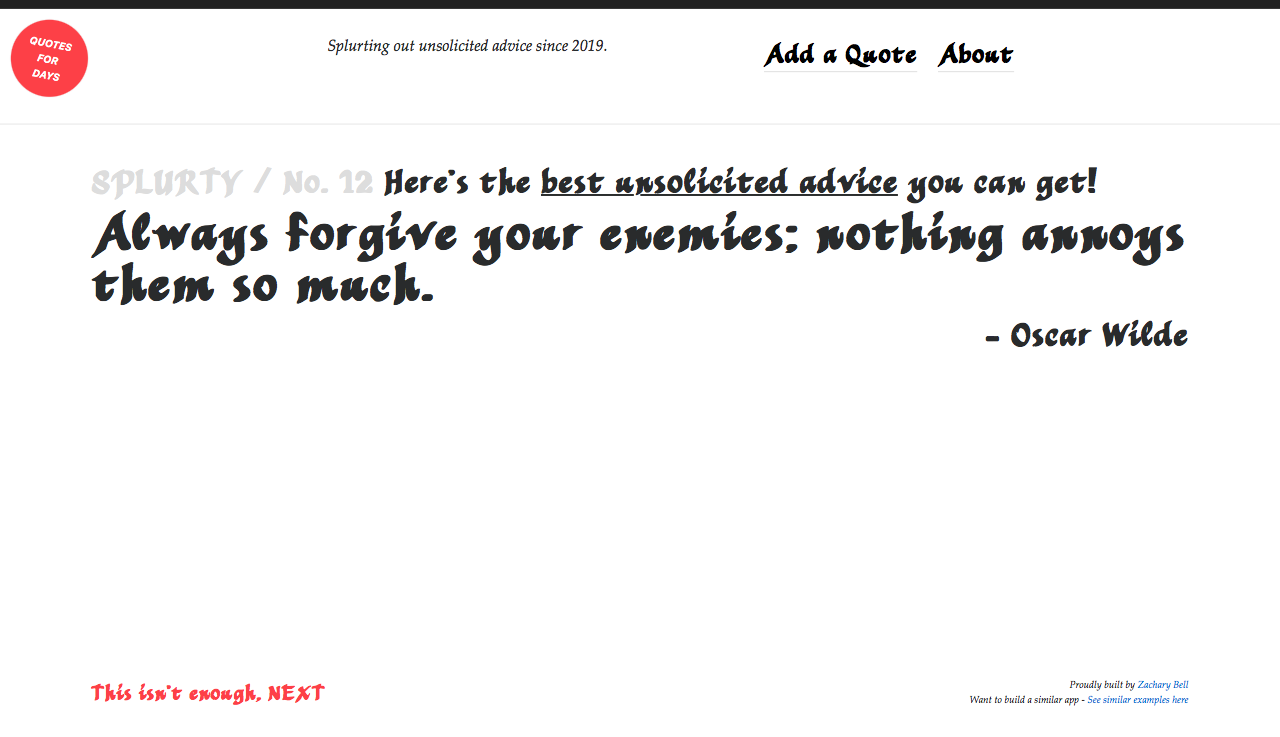 QUOTES
FOR
DAYS
Splurting out unsolicited advice since 2019.
Add a Quote About
SPLURTY / No. 12 Here's the best unsolicited advice you can get!
Always forgive your enemies; nothing annoys
them so much.
- Oscar Wilde
This isn't enough, NEXT
Proudly built by Zachary Bell
Want to build a similar app - See similar examples here